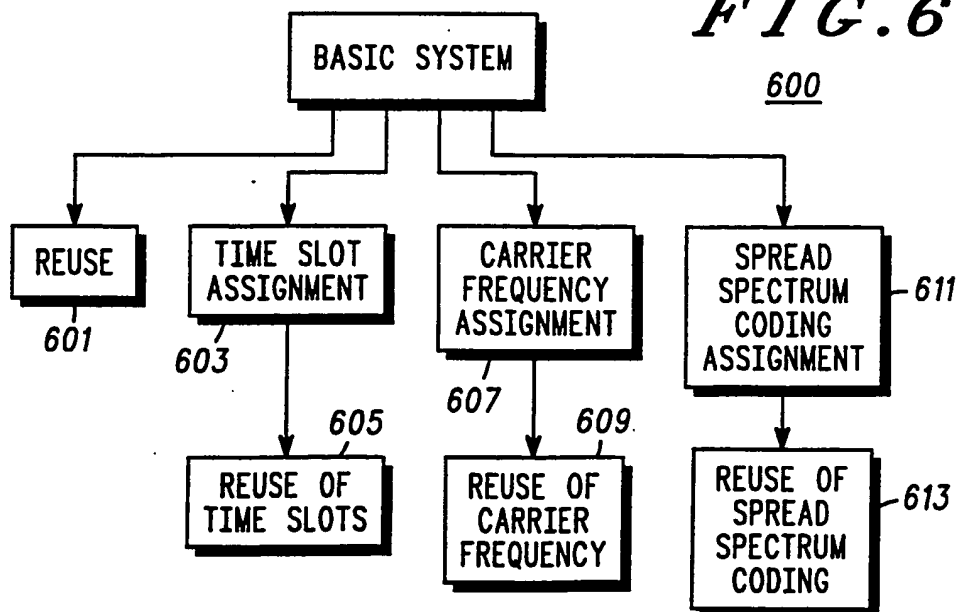 FIG.6
600
BASIC SYSTEM
REUSE
601
TIME SLOT
ASSIGNMENT
603
CARRIER
FREQUENCY
ASSIGNMENT
607
SPREAD
SPECTRUM
CODING
ASSIGNMENT
611
605
REUSE OF
TIME SLOTS
609
REUSE OF
CARRIER
FREQUENCY
REUSE OF
SPREAD
SPECTRUM
CODING
613